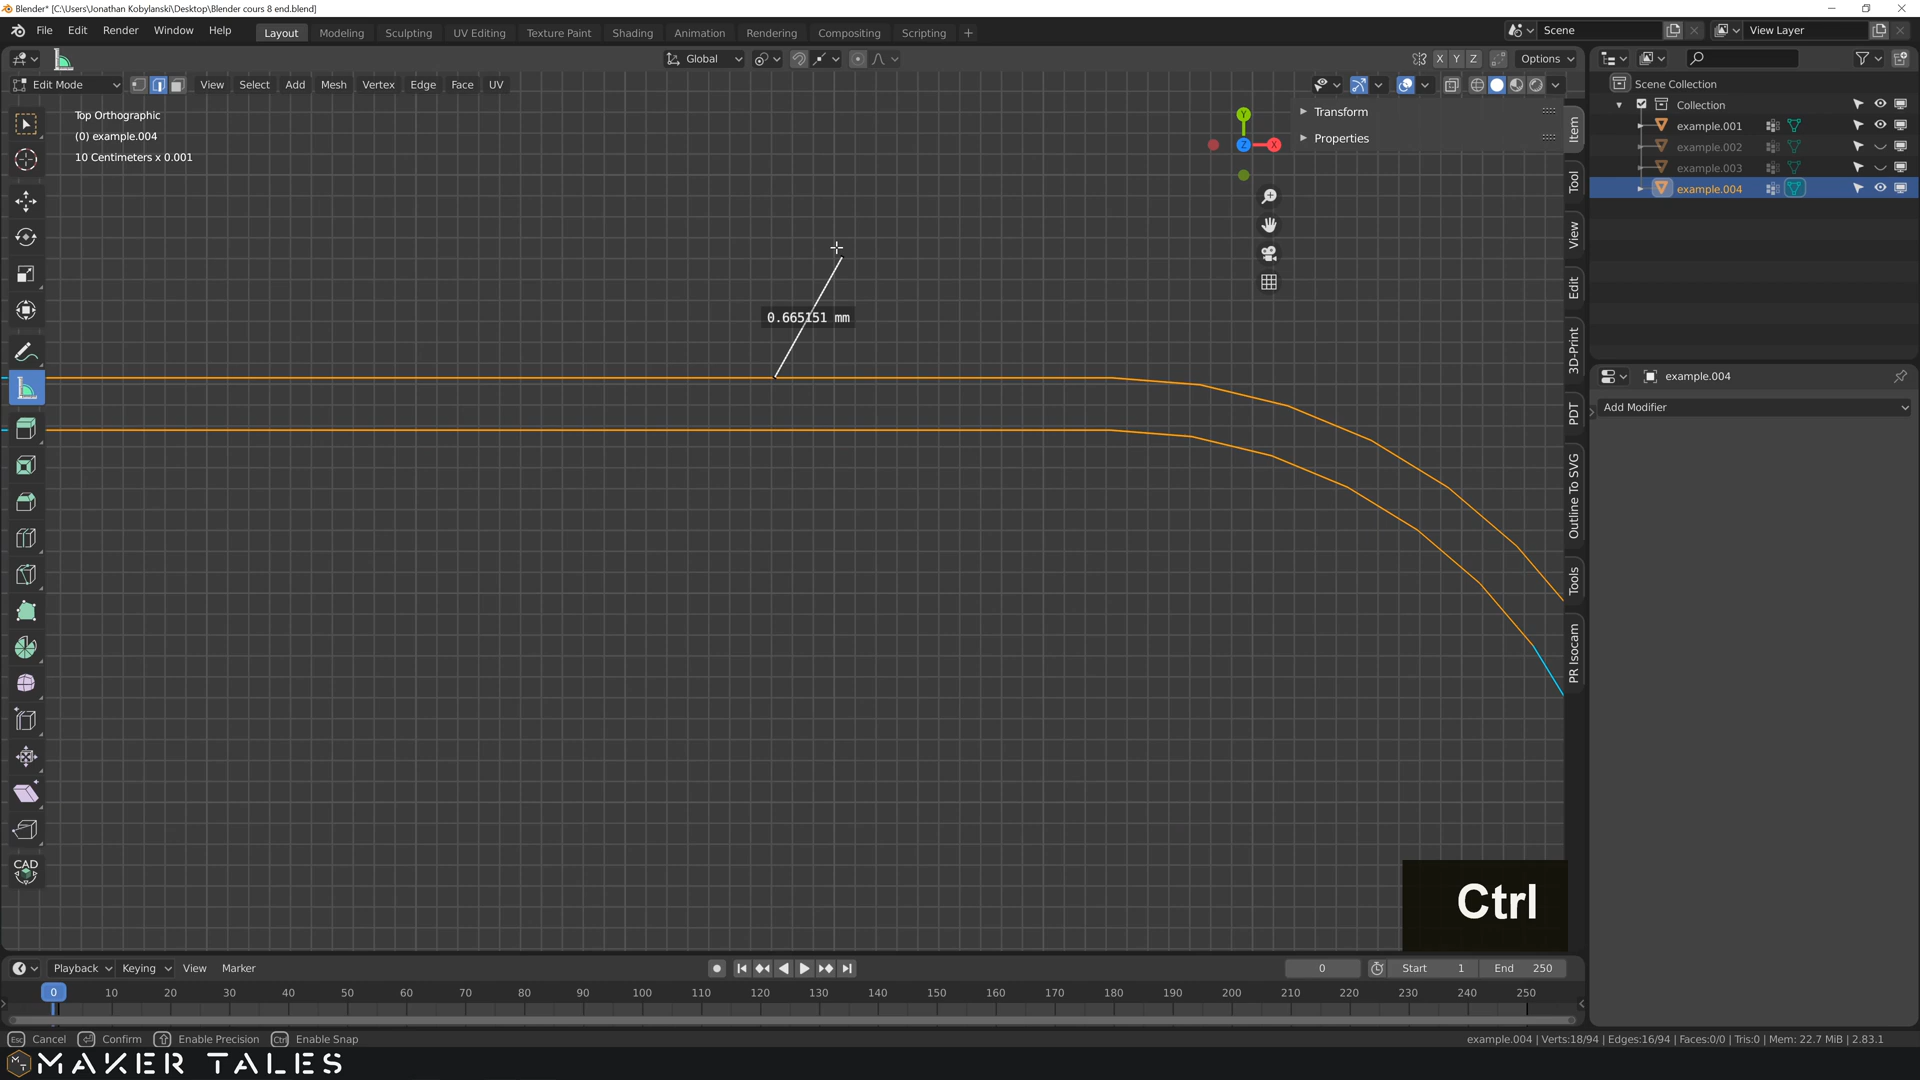 Blender* [C:\Users\Jonathan Kobylanski\Desktop\Blender cours 8 end.blend]
File Edit Render Window Help Layout Modeling Sculpting UV Editing Texture Paint Shading Animation Rendering Compositing Scripting + Scene View Layer
Global X Y Z Options
Edit Mode View Select Add Mesh Vertex Edge Face UV
Scene Collection
Collection
example.001
example.002
example.003
example.004
Top Orthographic
(0) example.004
10 Centimeters x 0.001
Y
Z
X
Transform
Properties
Item
Tool
View
Edit
3D-Print
PDT
Outline To SVG
Tools
PR Isocam
0.665151 mm
example.004
Add Modifier
CAD
Ctrl
Playback Keying View Marker 0 Start 1 End 250
0 10 20 30 40 50 60 70 80 90 100 110 120 130 140 150 160 170 180 190 200 210 220 230 240 250
Esc Cancel Confirm Enable Precision Ctrl Enable Snap example.004 | Verts:18/94 | Edges:16/94 | Faces:0/0 | Tris:0 | Mem: 22.7 MiB | 2.83.1
MT MAKER TALES